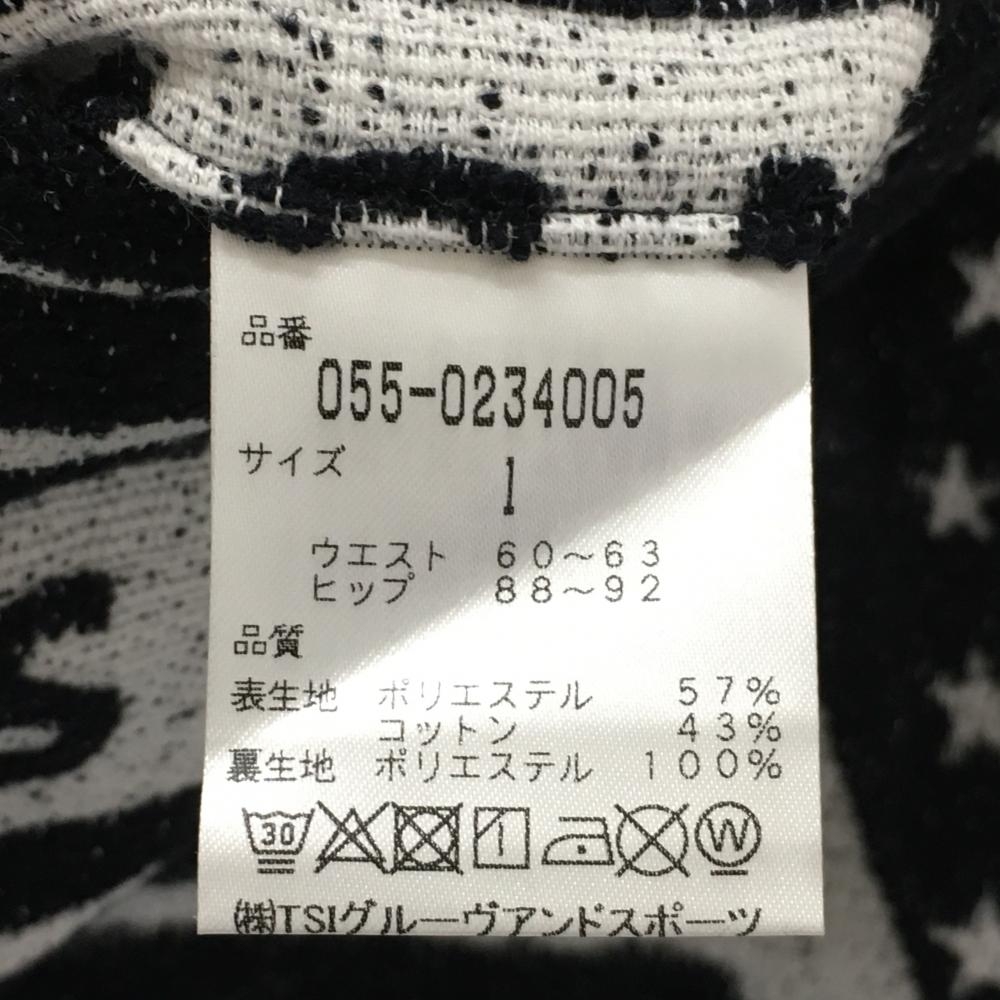 品番
055-0234005
サイズ
1
ウエスト 60～63
ヒップ 88～92
品質
表生地 ポリエステル 57%
コットン 43%
裏生地 ポリエステル 100%
30 W
㈱TSIグルーヴアンドスポーツ